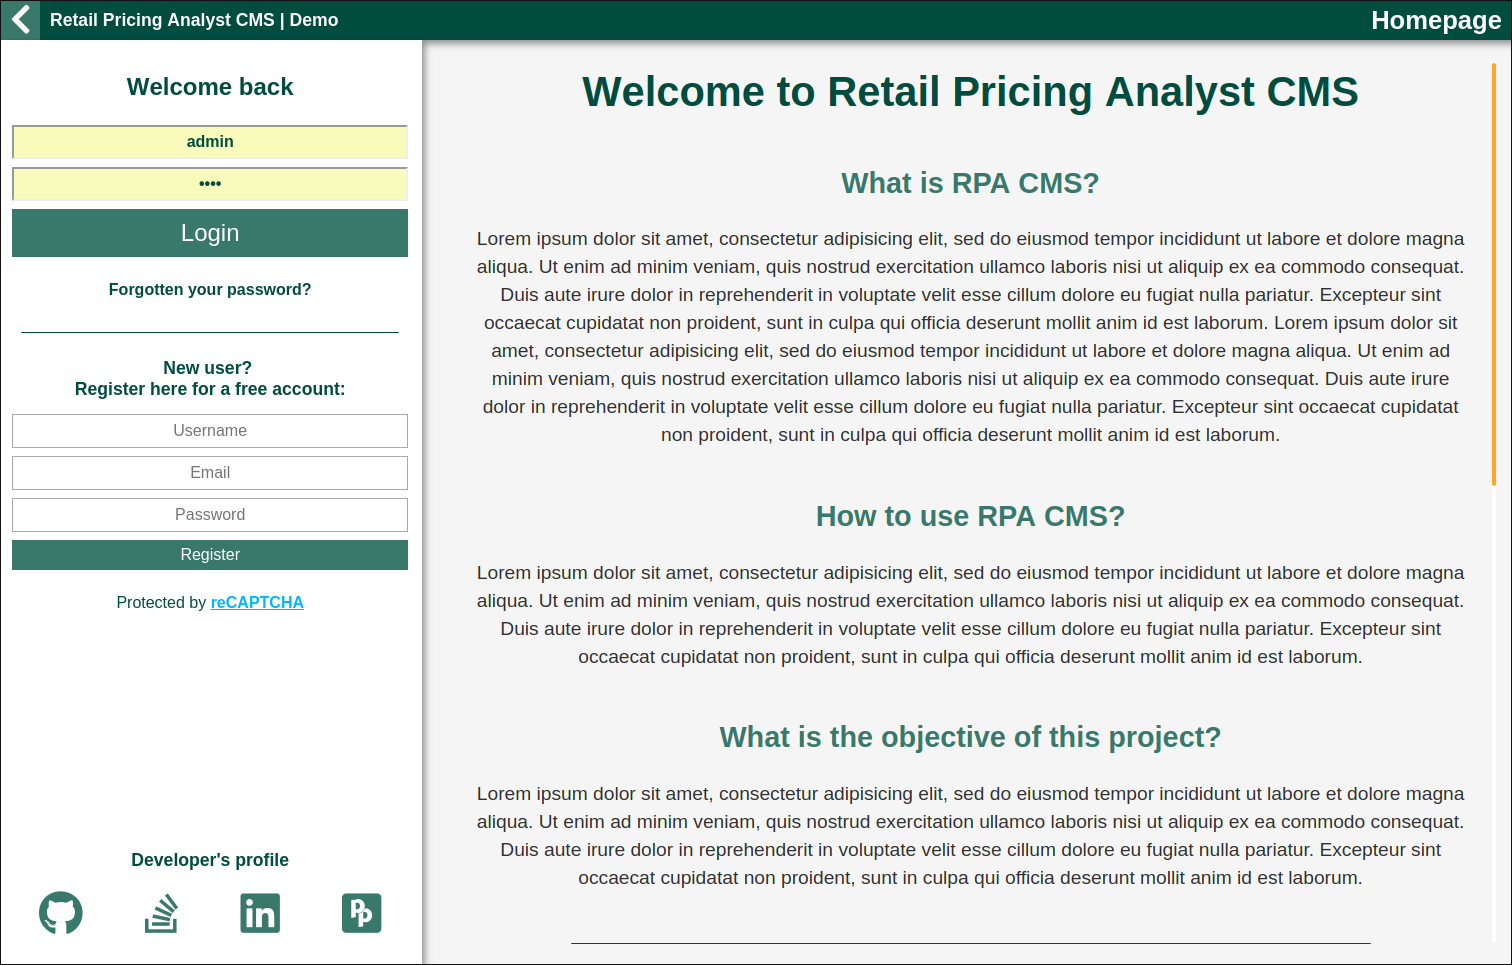 Retail Pricing Analyst CMS | Demo
Homepage
Welcome back
admin
••••
Login
Forgotten your password?
New user?
Register here for a free account:
Username
Email
Password
Register
Protected by reCAPTCHA
Developer's profile
in
pp
Welcome to Retail Pricing Analyst CMS
What is RPA CMS?
Lorem ipsum dolor sit amet, consectetur adipisicing elit, sed do eiusmod tempor incididunt ut labore et dolore magna
aliqua. Ut enim ad minim veniam, quis nostrud exercitation ullamco laboris nisi ut aliquip ex ea commodo consequat.
Duis aute irure dolor in reprehenderit in voluptate velit esse cillum dolore eu fugiat nulla pariatur. Excepteur sint
occaecat cupidatat non proident, sunt in culpa qui officia deserunt mollit anim id est laborum. Lorem ipsum dolor sit
amet, consectetur adipisicing elit, sed do eiusmod tempor incididunt ut labore et dolore magna aliqua. Ut enim ad
minim veniam, quis nostrud exercitation ullamco laboris nisi ut aliquip ex ea commodo consequat. Duis aute irure
dolor in reprehenderit in voluptate velit esse cillum dolore eu fugiat nulla pariatur. Excepteur sint occaecat cupidatat
non proident, sunt in culpa qui officia deserunt mollit anim id est laborum.
How to use RPA CMS?
Lorem ipsum dolor sit amet, consectetur adipisicing elit, sed do eiusmod tempor incididunt ut labore et dolore magna
aliqua. Ut enim ad minim veniam, quis nostrud exercitation ullamco laboris nisi ut aliquip ex ea commodo consequat.
Duis aute irure dolor in reprehenderit in voluptate velit esse cillum dolore eu fugiat nulla pariatur. Excepteur sint
occaecat cupidatat non proident, sunt in culpa qui officia deserunt mollit anim id est laborum.
What is the objective of this project?
Lorem ipsum dolor sit amet, consectetur adipisicing elit, sed do eiusmod tempor incididunt ut labore et dolore magna
aliqua. Ut enim ad minim veniam, quis nostrud exercitation ullamco laboris nisi ut aliquip ex ea commodo consequat.
Duis aute irure dolor in reprehenderit in voluptate velit esse cillum dolore eu fugiat nulla pariatur. Excepteur sint
occaecat cupidatat non proident, sunt in culpa qui officia deserunt mollit anim id est laborum.